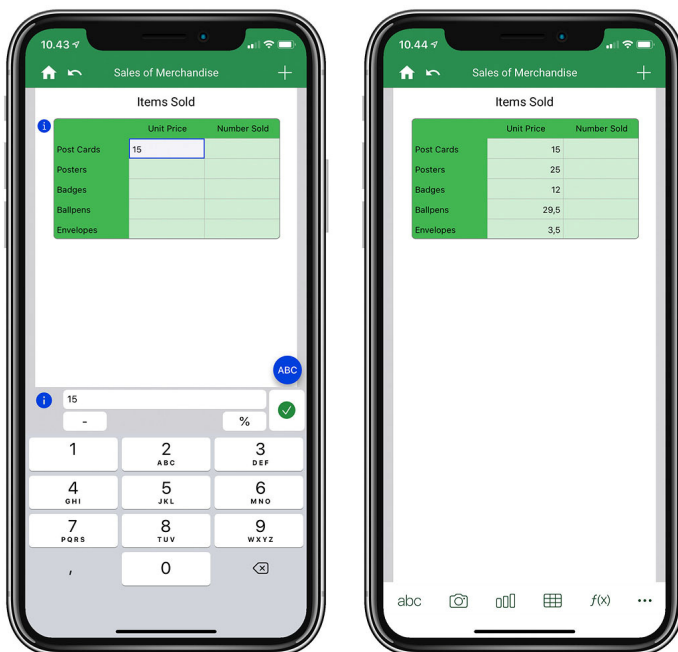 10.43
Sales of Merchandise
Items Sold
Unit Price Number Sold
Post Cards 15
Posters
Badges
Ballpens
Envelopes
ABC
15
- %
1 2 3
ABC DEF
4 5 6
GHI JKL MNO
7 8 9
PQRS TUV WXYZ
, 0
10.44
Sales of Merchandise
Items Sold
Unit Price Number Sold
Post Cards 15
Posters 25
Badges 12
Ballpens 29,5
Envelopes 3,5
abc f(x)